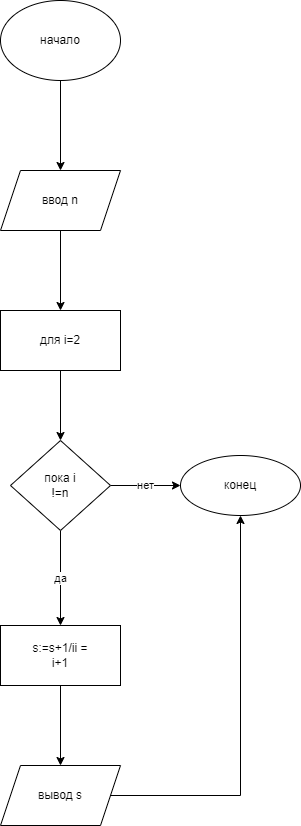 начало
ввод n
для i=2
пока i
!=n
нет
конец
да
s:=s+1/ii =
i+1
вывод s